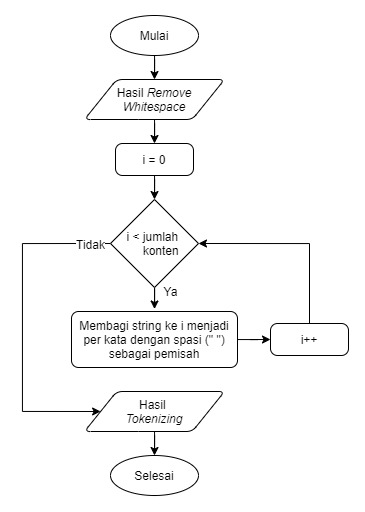 Mulai
Hasil Remove
Whitespace
i = 0
i < jumlah
konten
Tidak
Ya
Membagi string ke i menjadi
per kata dengan spasi (" ")
sebagai pemisah
i++
Hasil
Tokenizing
Selesai